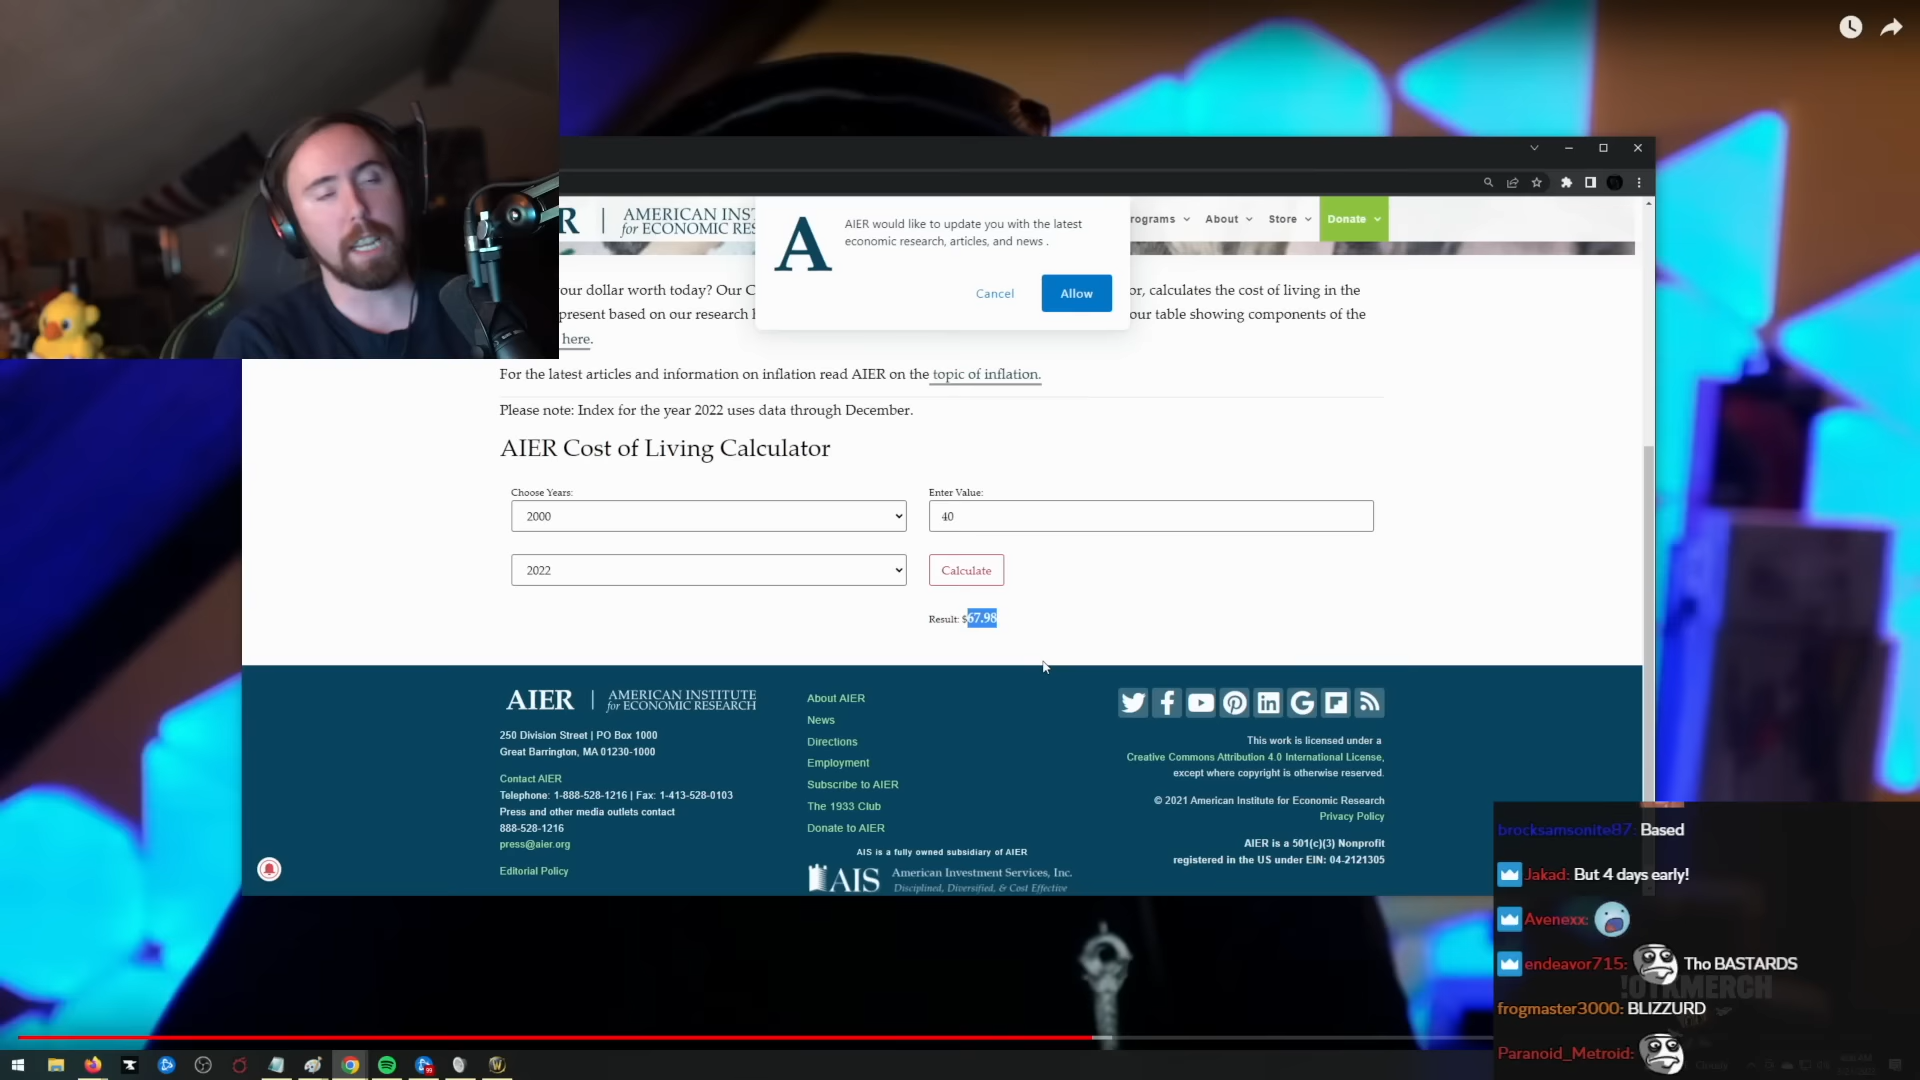 R | AMERICAN INST
for ECONOMIC RES
rograms
About
Store
Donate
AIER would like to update you with the latest
economic research, articles, and news .
Cancel
Allow
our dollar worth today? Our C
or, calculates the cost of living in the
present based on our research
our table showing components of the
here.
For the latest articles and information on inflation read AIER on the topic of inflation.
Please note: Index for the year 2022 uses data through December.
AIER Cost of Living Calculator
Choose Years:
Enter Value:
2000
40
2022
Calculate
Result: $67.98
AIER | AMERICAN INSTITUTE
for ECONOMIC RESEARCH
250 Division Street | PO Box 1000
Great Barrington, MA 01230-1000
Contact AIER
Telephone: 1-888-528-1216 | Fax: 1-413-528-0103
Press and other media outlets contact
888-528-1216
press@aier.org
Editorial Policy
About AIER
News
Directions
Employment
Subscribe to AIER
The 1933 Club
Donate to AIER
AIS is a fully owned subsidiary of AIER
AIS American Investment Services, Inc.
Disciplined, Diversified, & Cost Effective
This work is licensed under a
Creative Commons Attribution 4.0 International License,
except where copyright is otherwise reserved.
© 2021 American Institute for Economic Research
Privacy Policy
AIER is a 501(c)(3) Nonprofit
registered in the US under EIN: 04-2121305
brocksamsonite87: Based
Jakad: But 4 days early!
Avenexx:
endeavor715: Tho BASTARDS
!OTKMERCH
frogmaster3000: BLIZZURD
Paranoid_Metroid: